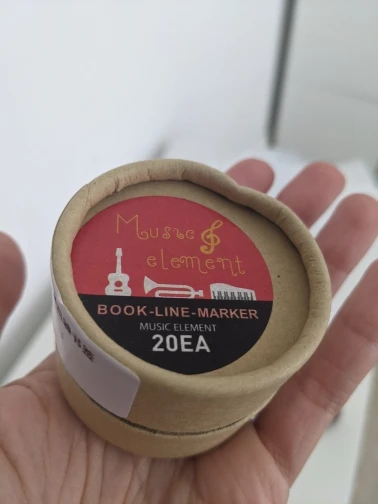 Music
element
BOOK-LINE-MARKER
MUSIC ELEMENT
20EA